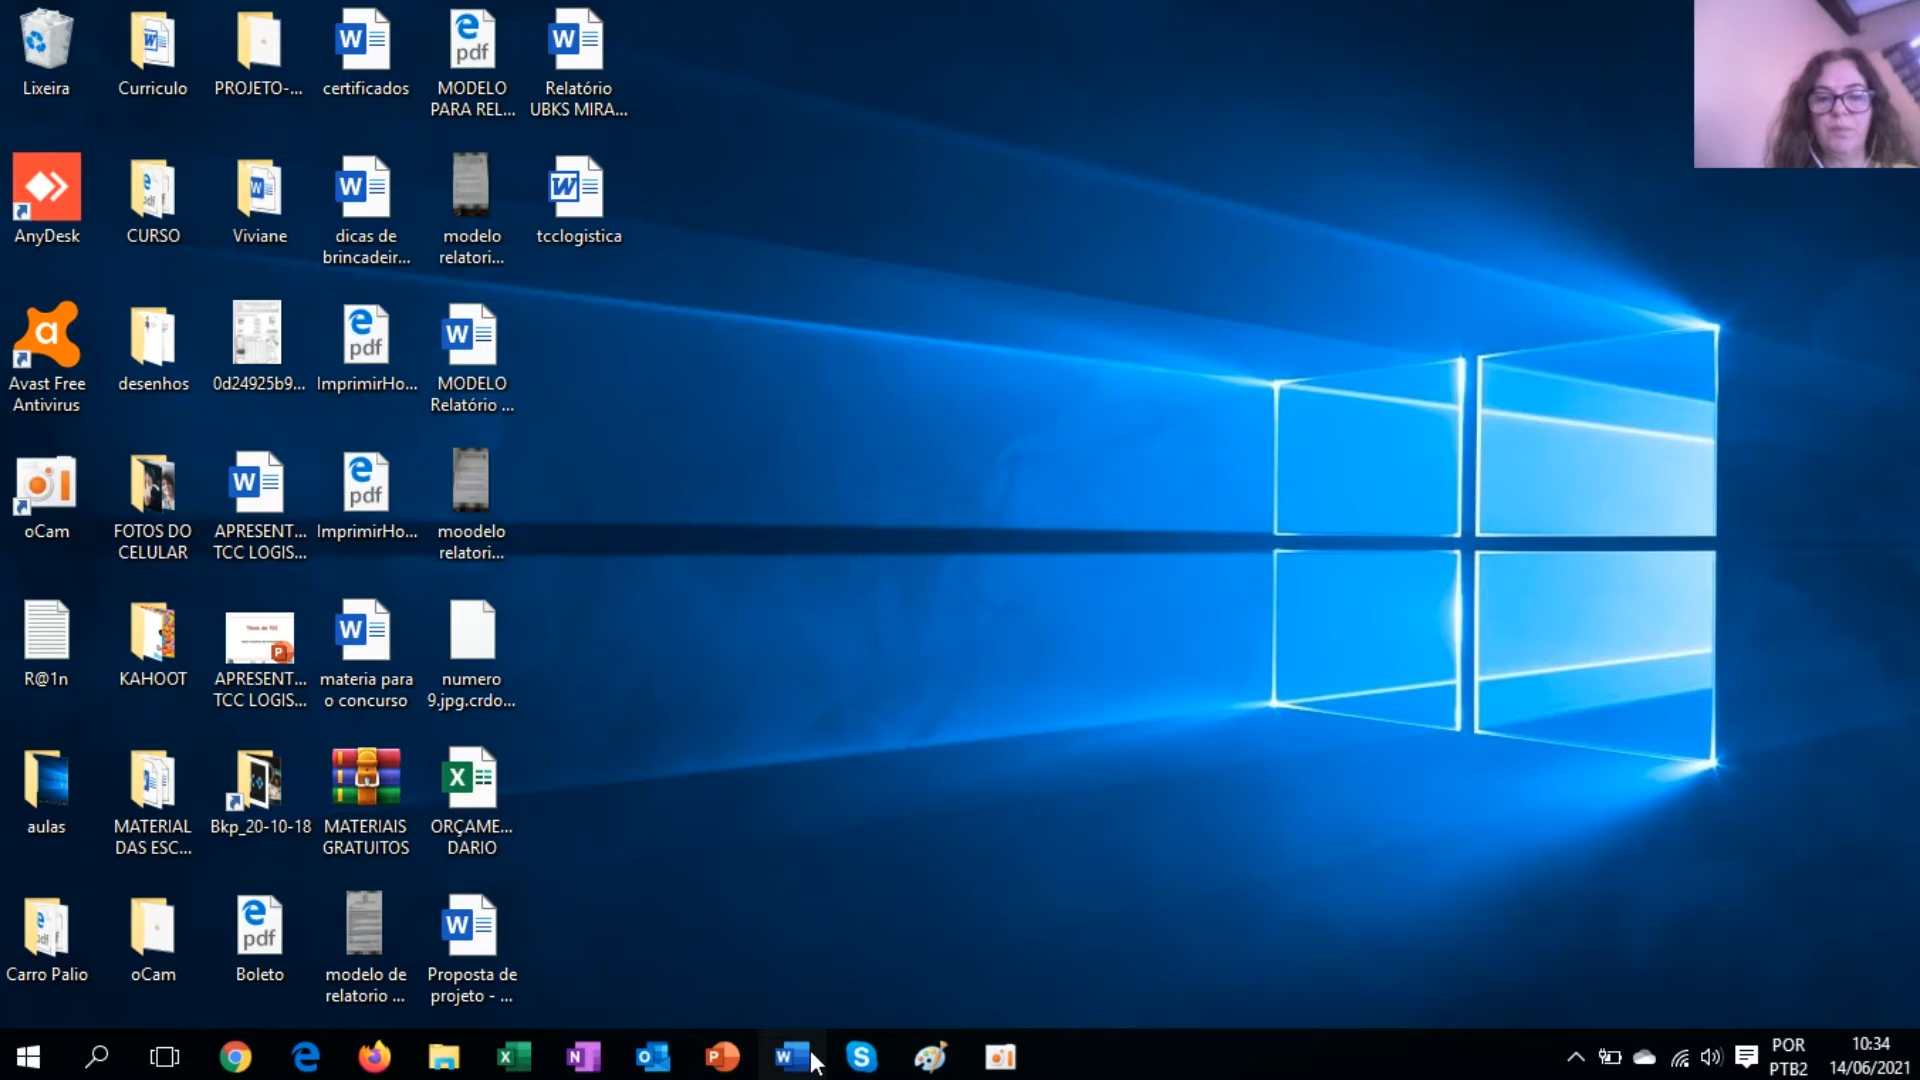 Lixeira
Curriculo
PROJETO-...
certificados
MODELO
PARA REL...
Relatório
UBKS MIRA...
AnyDesk
CURSO
Viviane
dicas de
brincadeir...
modelo
relatori...
tcclogistica
Avast Free
Antivirus
desenhos
0d24925b9...
ImprimirHo...
MODELO
Relatório ...
oCam
FOTOS DO
CELULAR
APRESENT...
TCC LOGIS...
ImprimirHo...
moodelo
relatori...
R@1n
KAHOOT
APRESENT...
TCC LOGIS...
materia para
o concurso
numero
9.jpg.crdo...
aulas
MATERIAL
DAS ESC...
Bkp_20-10-18
MATERIAIS
GRATUITOS
ORÇAME...
DARIO
Carro Palio
oCam
Boleto
modelo de
relatorio ...
Proposta de
projeto - ...
POR
PTB2
10:34
14/06/2021